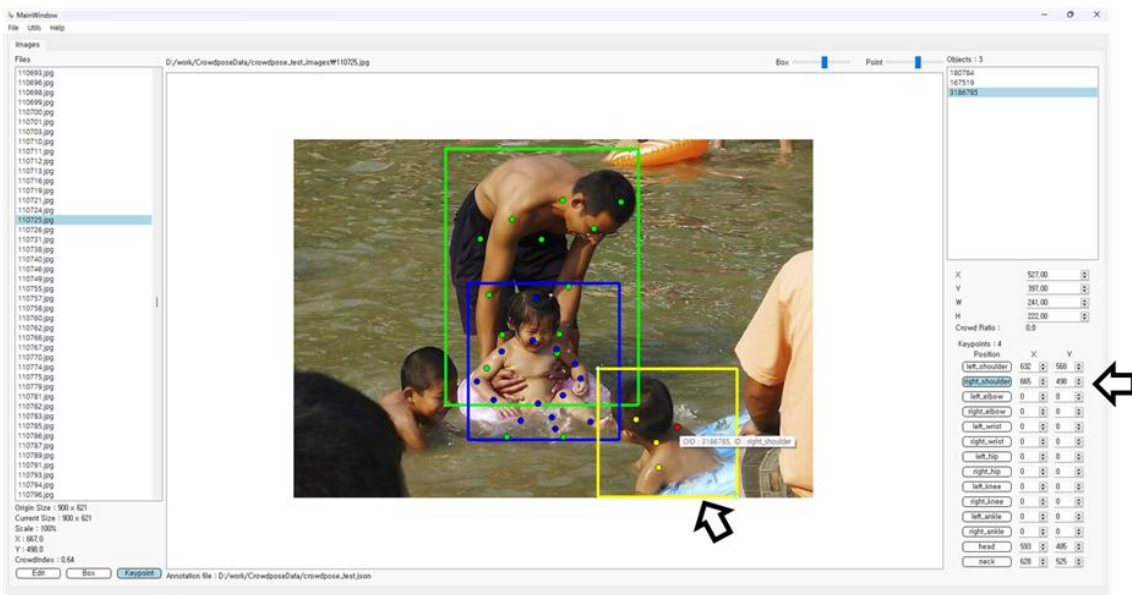 MainWindow
File Utils Help
Images
Files
110693.jpg
110696.jpg
110698.jpg
110699.jpg
110700.jpg
110701.jpg
110703.jpg
110710.jpg
110711.jpg
110712.jpg
110713.jpg
110716.jpg
110719.jpg
110721.jpg
110724.jpg
110725.jpg
110726.jpg
110731.jpg
110738.jpg
110740.jpg
110746.jpg
110749.jpg
110755.jpg
110757.jpg
110758.jpg
110760.jpg
110762.jpg
110766.jpg
110767.jpg
110770.jpg
110774.jpg
110775.jpg
110779.jpg
110781.jpg
110782.jpg
110783.jpg
110785.jpg
110786.jpg
110787.jpg
110789.jpg
110791.jpg
110793.jpg
110794.jpg
110796.jpg
Origin Size : 900 x 621
Current Size : 900 x 621
Scale : 100%
X : 667,0
Y : 498,0
CrowdIndex : 0,64
Edit Box Keypoint
D:/work/CrowdposeData/crowdpose_test_images₩110725.jpg
Box Point
OID : 3186785, ID : right_shoulder
Annotation file : D:/work/CrowdposeData/crowdpose_test.json
Objects : 3
180784
167519
3186785
X 527,00
Y 397,00
W 241,00
H 222,00
Crowd Ratio : 0,0
Keypoints : 4
Position X Y
left_shoulder 632 568
right_shoulder 665 498
left_elbow 0 0
right_elbow 0 0
left_wrist 0 0
right_wrist 0 0
left_hip 0 0
right_hip 0 0
left_knee 0 0
right_knee 0 0
left_ankle 0 0
right_ankle 0 0
head 593 485
neck 628 525